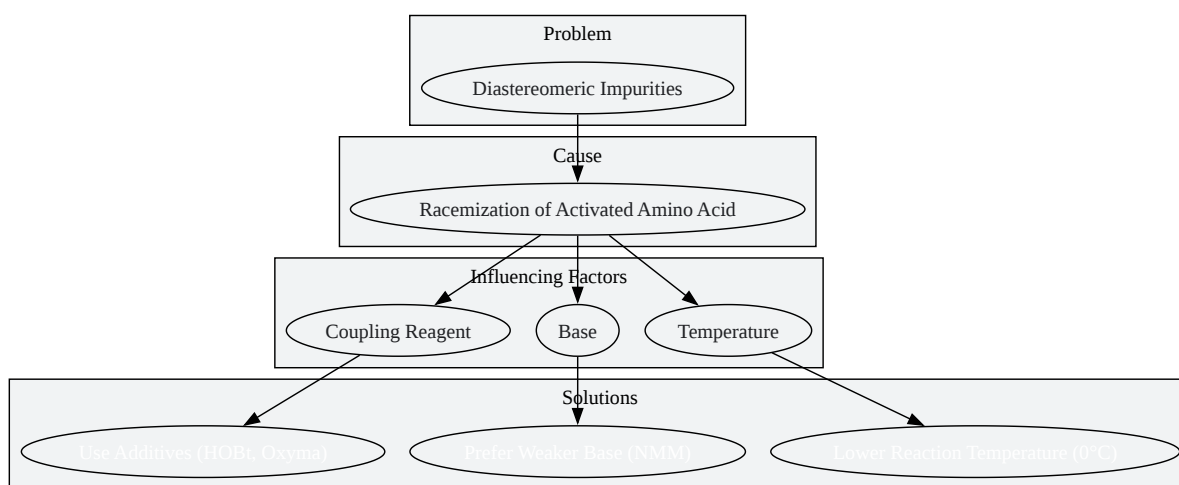 Problem
Diastereomeric Impurities
Cause
Racemization of Activated Amino Acid
Influencing Factors
Coupling Reagent
Base
Temperature
Solutions
Use Additives (HOBt, Oxyma)
Prefer Weaker Base (NMM)
Lower Reaction Temperature (0°C)